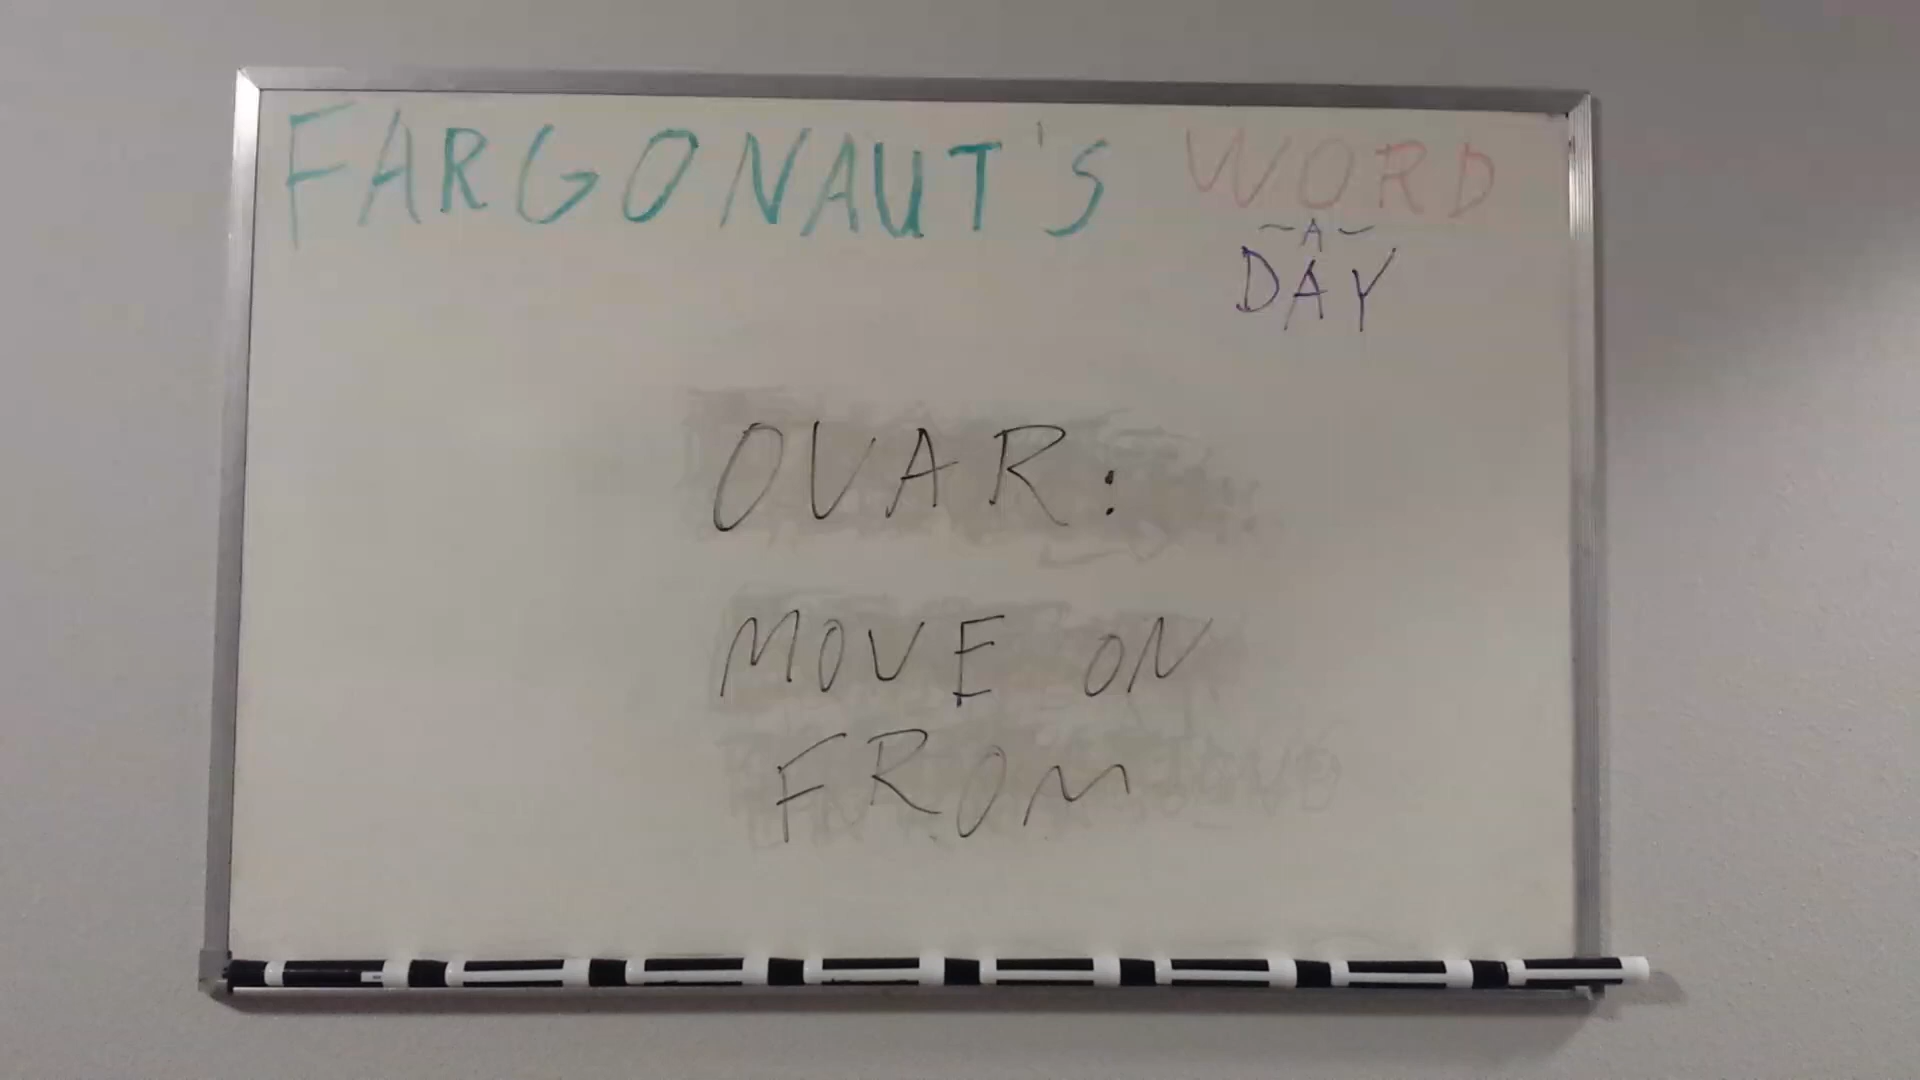 FARGONAUT'S WORD
~A~
DAY
OVAR:
MOVE ON
FROM